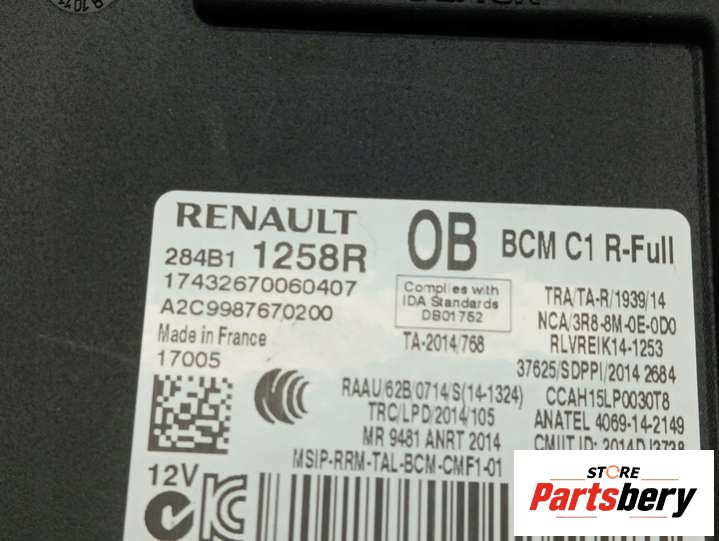 RENAULT OB BCM C1 R-Full
284B1 1258R
17432670060407
A2C9987670200
Made in France
17005
Complies with
IDA Standards
DB01752
TA-2014/768
TRA/TA-R/1939/14
NCA/3R8-8M-0E-0D0
RLVREIK14-1253
37625/SDPPI/2014 2684
RAAU/62B/0714/S(14-1324)
CCAH15LP0030T8
TRC/LPD/2014/105
ANATEL 4069-14-2149
MR 9481 ANRT 2014
CMIIT ID: 2014DJ3738
MSIP-RRM-TAL-BCM-CMF1-01
12V
STORE
Partsbery